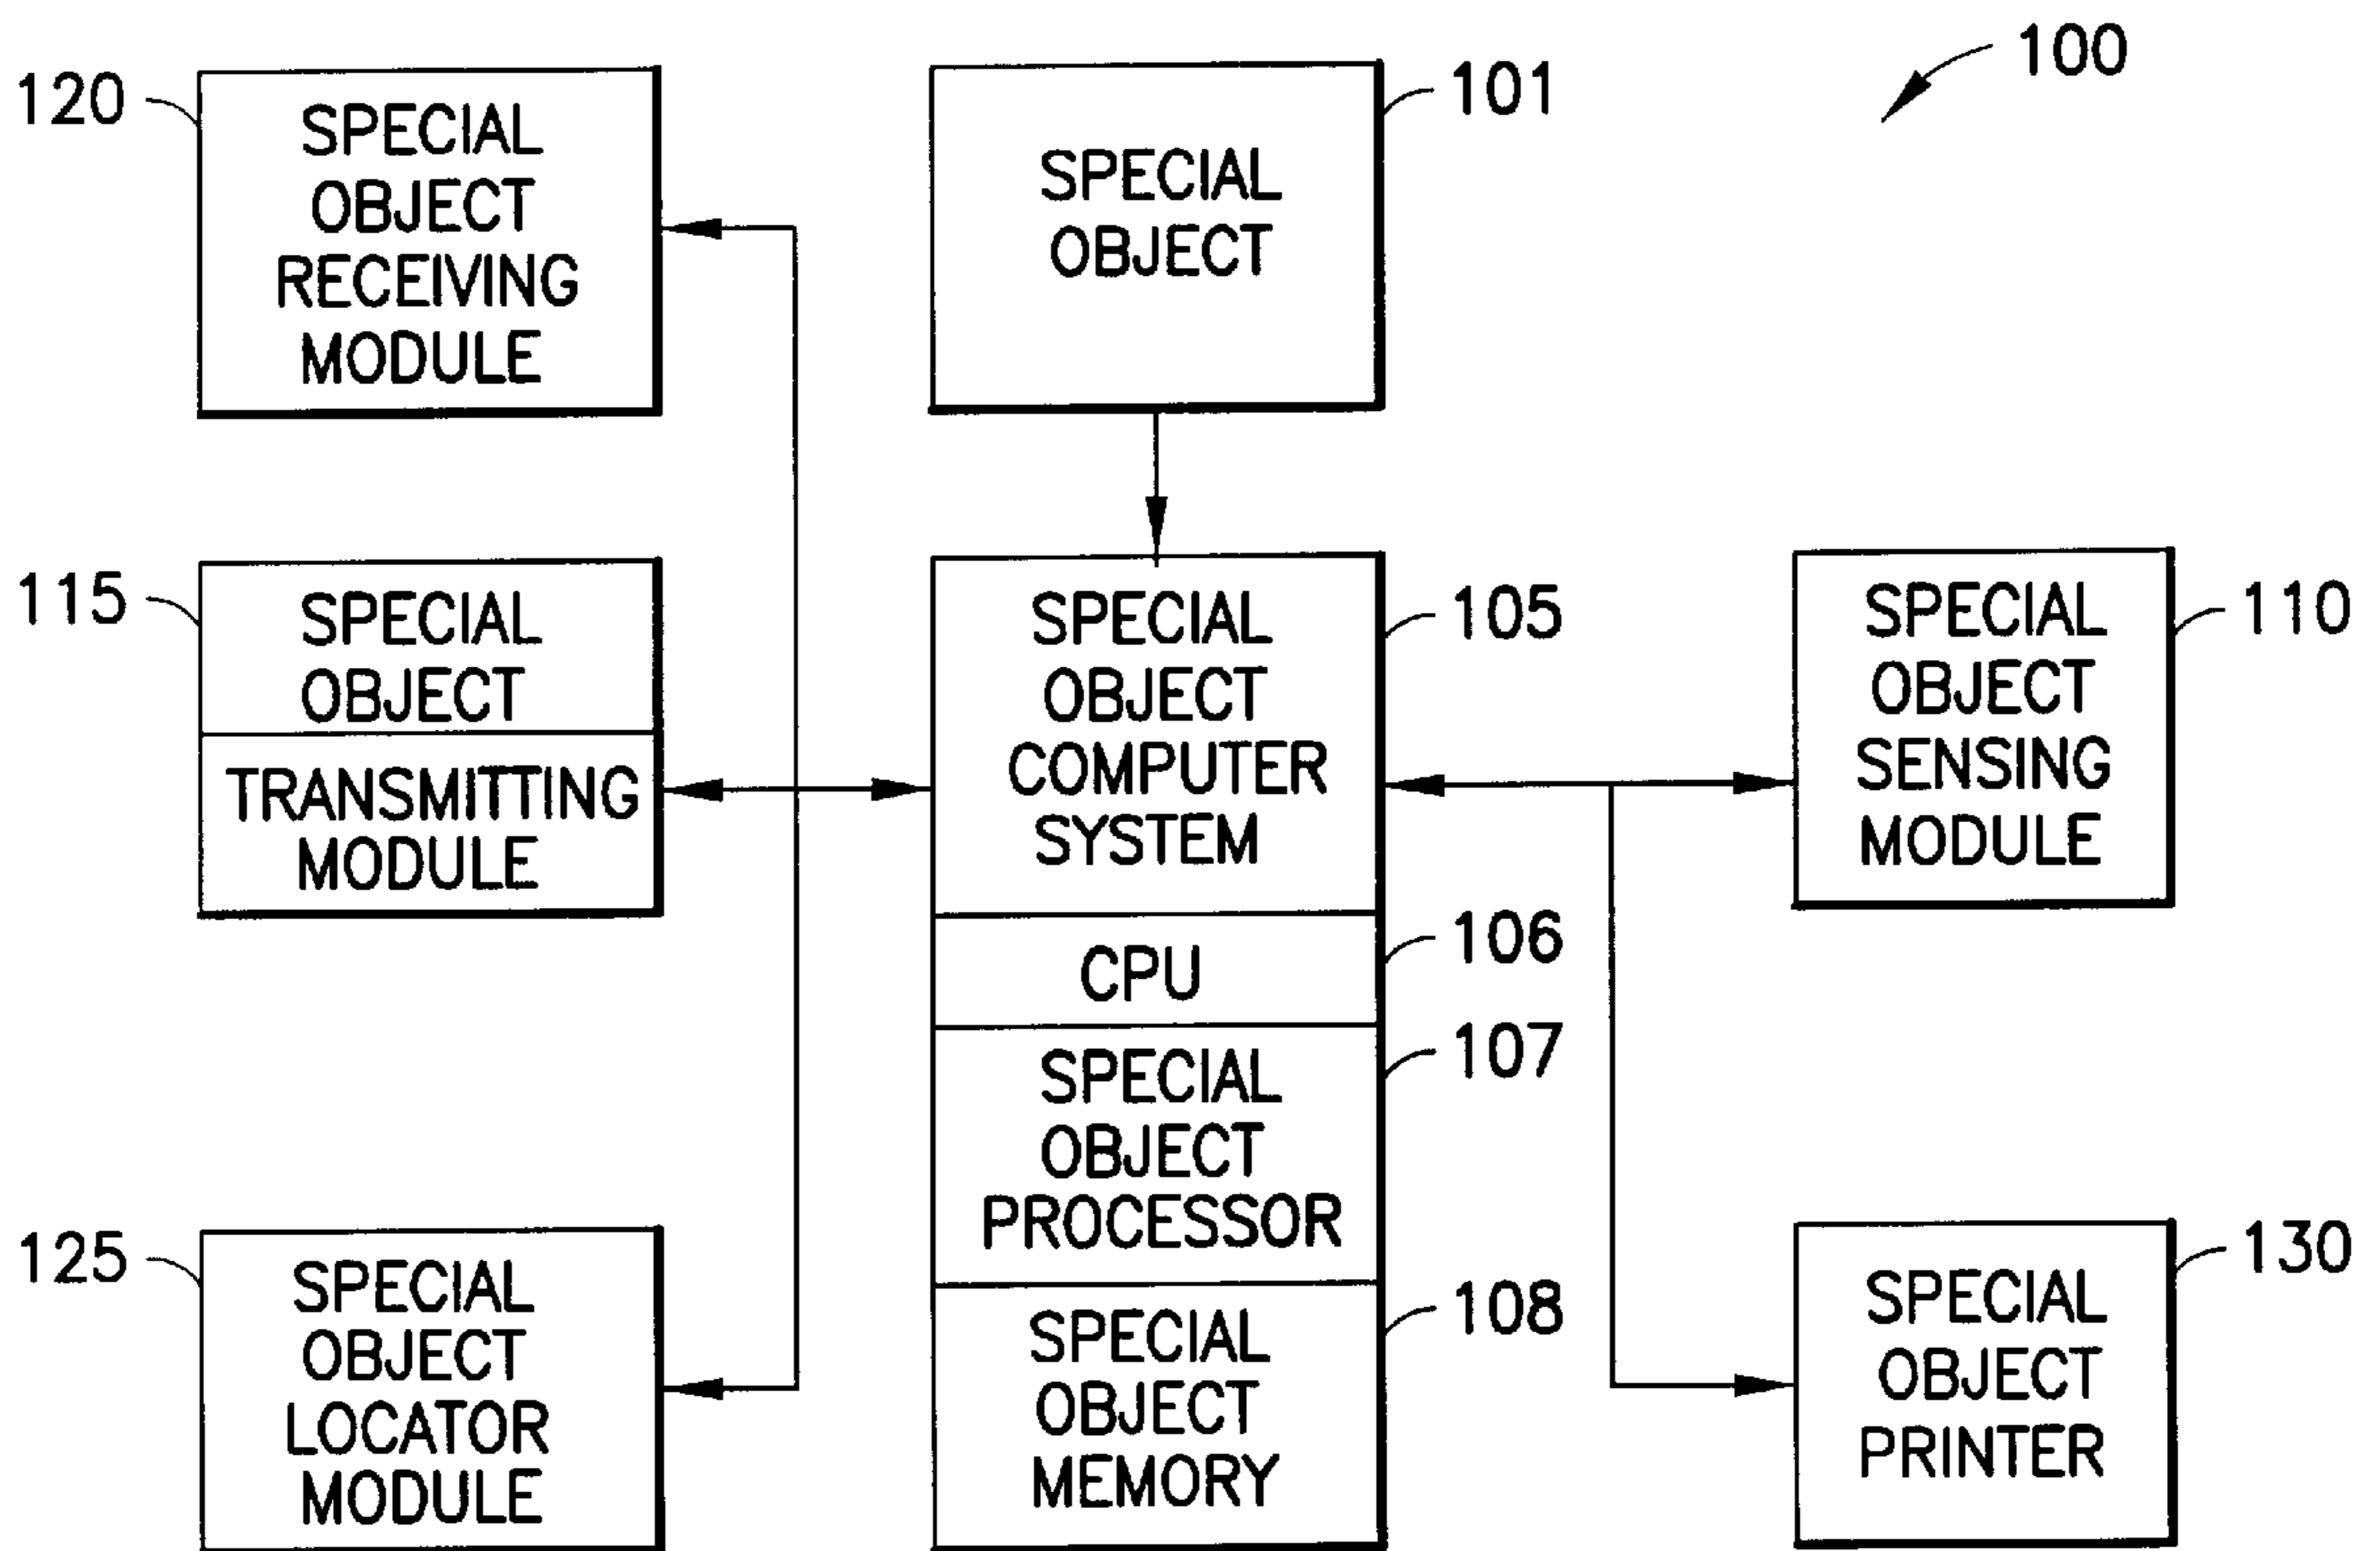 100
120
SPECIAL
OBJECT
RECEIVING
MODULE
101
SPECIAL
OBJECT
115
SPECIAL
OBJECT
TRANSMITTING
MODULE
105
SPECIAL
OBJECT
COMPUTER
SYSTEM
106
CPU
107
SPECIAL
OBJECT
PROCESSOR
108
SPECIAL
OBJECT
MEMORY
110
SPECIAL
OBJECT
SENSING
MODULE
125
SPECIAL
OBJECT
LOCATOR
MODULE
130
SPECIAL
OBJECT
PRINTER